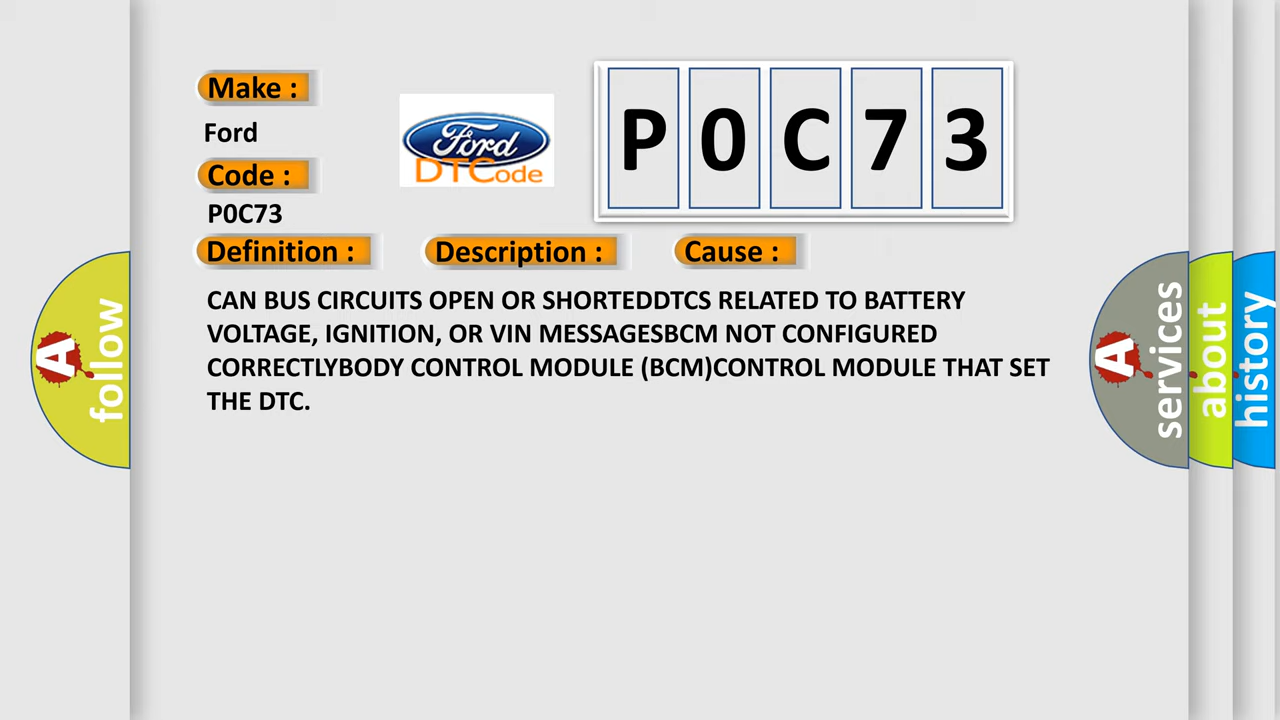 Make :
Ford
Code :
P0C73
Ford
DTCode
P 0 C 7 3
Definition :
Description :
Cause :
CAN BUS CIRCUITS OPEN OR SHORTEDDTCS RELATED TO BATTERY
VOLTAGE, IGNITION, OR VIN MESSAGESBCM NOT CONFIGURED
CORRECTLYBODY CONTROL MODULE (BCM)CONTROL MODULE THAT SET
THE DTC.
A follow
A services
about
history